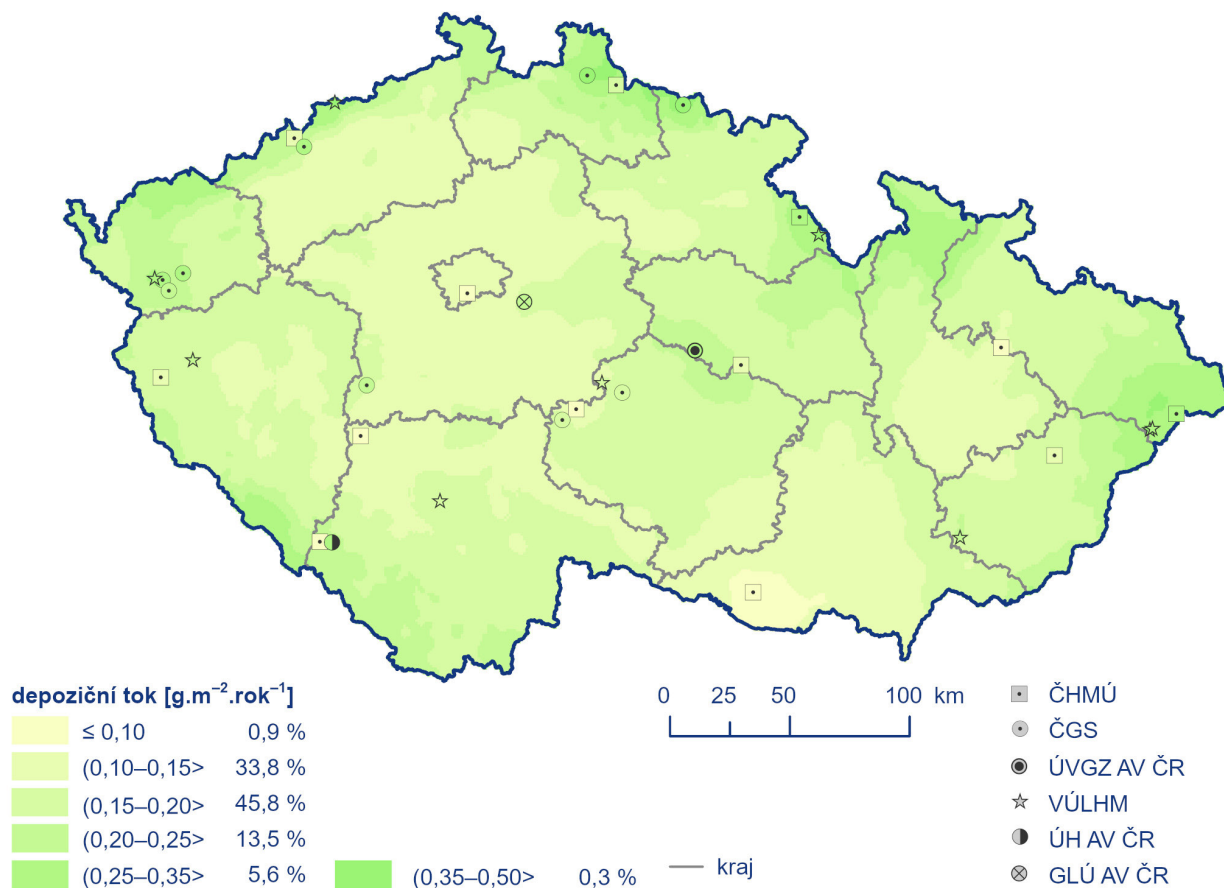 depoziční tok [g.m⁻².rok⁻¹]
≤ 0,10 0,9 %
(0,10–0,15> 33,8 %
(0,15–0,20> 45,8 %
(0,20–0,25> 13,5 %
(0,25–0,35> 5,6 %
(0,35–0,50> 0,3 %
0 25 50 100 km
kraj
ČHMÚ
ČGS
ÚVGZ AV ČR
VÚLHM
ÚH AV ČR
GLÚ AV ČR